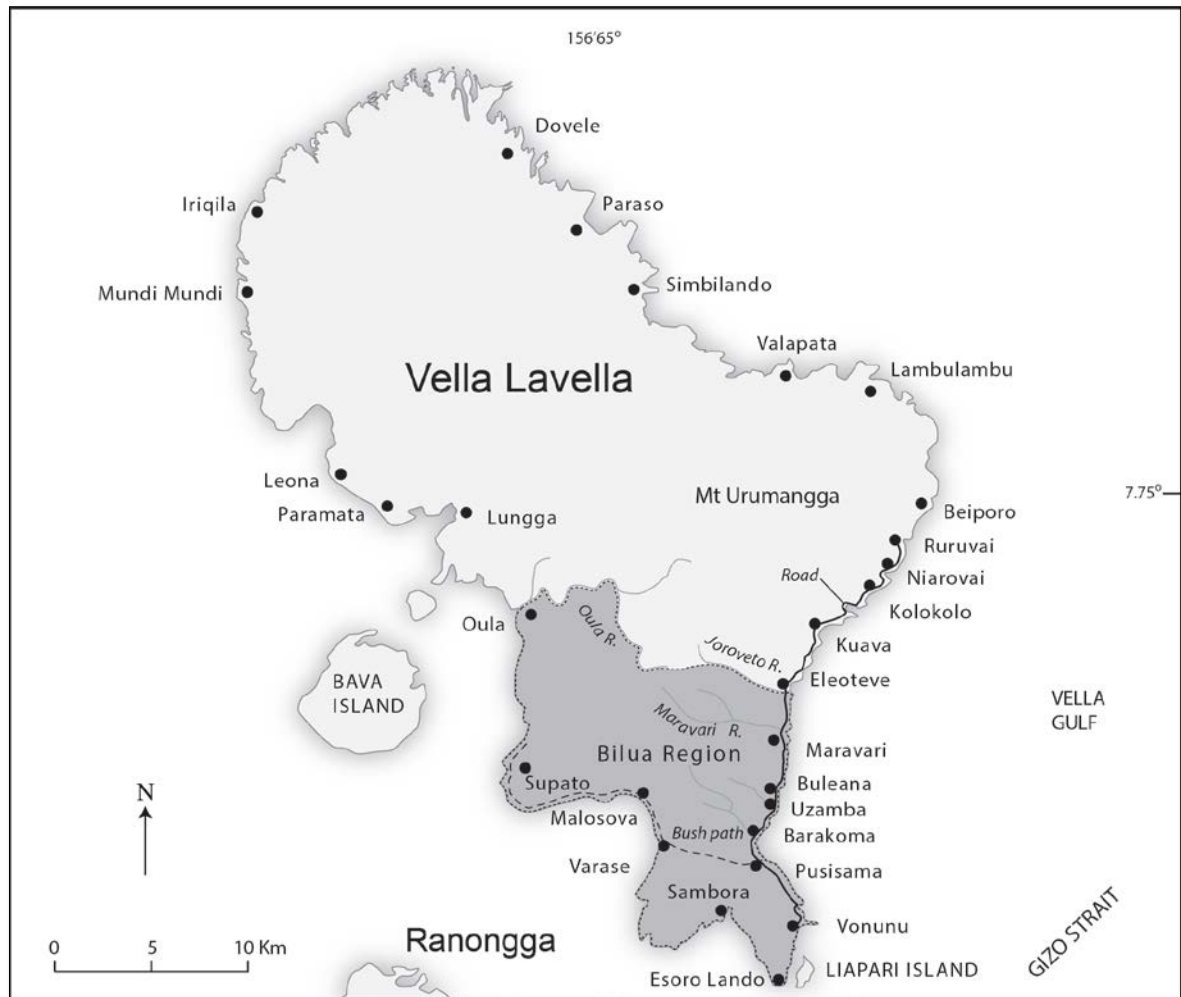 156'65°
Dovele
Iriqila
Paraso
Mundi Mundi
Simbilando
Valapata
Vella Lavella
Lambulambu
Leona
Mt Urumangga
7.75°
Paramata
Lungga
Beiporo
Ruruvai
Road
Niarovai
Kolokolo
Oula
Oula R.
Kuava
Joroveto R.
Eleoteve
BAVA
ISLAND
VELLA
GULF
Maravari R.
Bilua Region
Maravari
Supato
Buleana
N
Uzamba
Malosova
Bush path
Barakoma
Varase
Pusisama
Sambora
Vonunu
0 5 10 Km
Ranongga
GIZO STRAIT
Esoro Lando
LIAPARI ISLAND